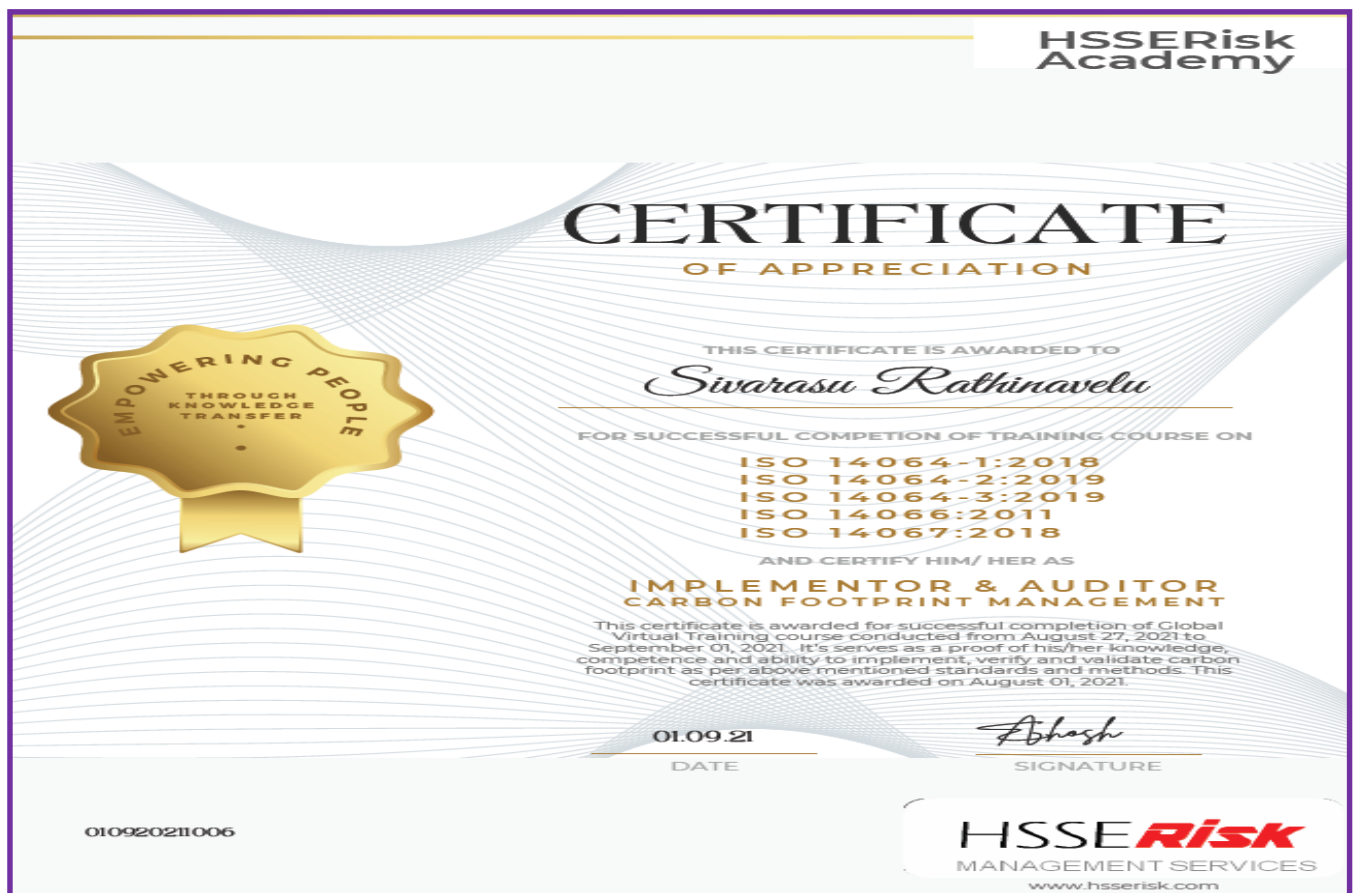 HSSERisk
Academy
CERTIFICATE
OF APPRECIATION
EMPOWERING PEOPLE
THROUGH
KNOWLEDGE
TRANSFER
THIS CERTIFICATE IS AWARDED TO
Sivarasu Rathinavelu
FOR SUCCESSFUL COMPETION OF TRAINING COURSE ON
ISO 14064-1:2018
ISO 14064-2:2019
ISO 14064-3:2019
ISO 14066:2011
ISO 14067:2018
AND CERTIFY HIM/ HER AS
IMPLEMENTOR & AUDITOR
CARBON FOOTPRINT MANAGEMENT
This certificate is awarded for successful completion of Global
Virtual Training course conducted from August 27, 2021 to
September 01, 2021. It's serves as a proof of his/her knowledge,
competence and ability to implement, verify and validate carbon
footprint as per above mentioned standards and methods. This
certificate was awarded on August 01, 2021.
01.09.21
Abhosh
DATE
SIGNATURE
010920211006
HSSERisk
MANAGEMENT SERVICES
www.hsserisk.com